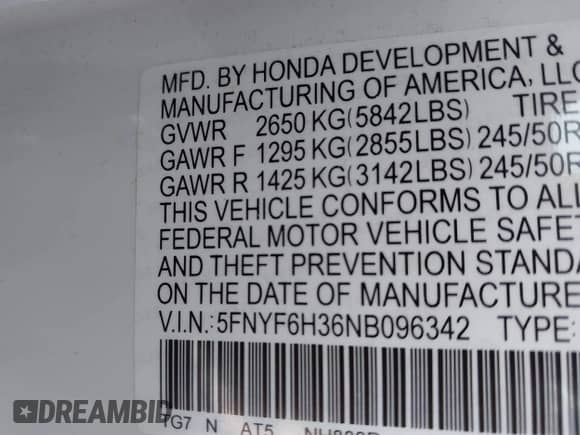 MFD. BY HONDA DEVELOPMENT &
MANUFACTURING OF AMERICA, LLC
GVWR 2650 KG(5842LBS) TIRE
GAWR F 1295 KG(2855LBS) 245/50R
GAWR R 1425 KG(3142LBS) 245/50R
THIS VEHICLE CONFORMS TO ALL
FEDERAL MOTOR VEHICLE SAFE
AND THEFT PREVENTION STANDA
ON THE DATE OF MANUFACTURE
V.I.N.:5FNYF6H36NB096342 TYPE:
TG7 N AT5
DREAMBID